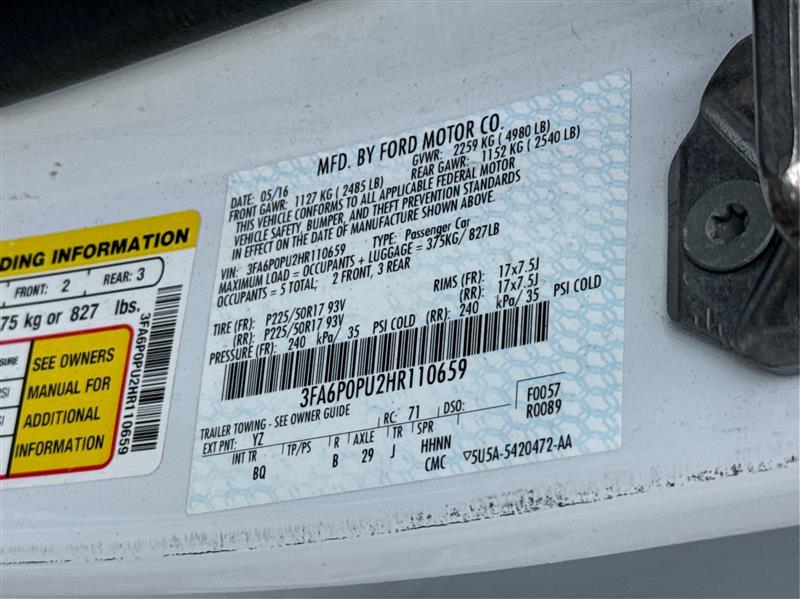 MFD. BY FORD MOTOR CO.
DATE: 05/16 GVWR: 2259 KG ( 4980 LB)
FRONT GAWR: 1127 KG ( 2485 LB) REAR GAWR: 1152 KG ( 2540 LB)
THIS VEHICLE CONFORMS TO ALL APPLICABLE FEDERAL MOTOR
VEHICLE SAFETY, BUMPER, AND THEFT PREVENTION STANDARDS
IN EFFECT ON THE DATE OF MANUFACTURE SHOWN ABOVE.
VIN: 3FA6P0PU2HR110659 TYPE: Passenger Car
MAXIMUM LOAD = OCCUPANTS + LUGGAGE = 375KG/ 827LB
OCCUPANTS = 5 TOTAL; 2 FRONT, 3 REAR
TIRE (FR): P225/50R17 93V RIMS (FR): 17x7.5J
(RR): P225/50R17 93V (RR): 17x7.5J
PRESSURE (FR): 240 kPa/ 35 PSI COLD (RR): 240 kPa/ 35 PSI COLD
3FA6P0PU2HR110659
TRAILER TOWING - SEE OWNER GUIDE
EXT PNT: YZ RC: 71 DSO: F0057
R0089
INT TR TP/PS R AXLE TR SPR
BQ B 29 J HHNN
CMC ▽5U5A-5420472-AA
DING INFORMATION
FRONT: 2 REAR: 3
75 kg or 827 lbs.
3FA6P0PU2HR110659
SURE
PSI
PSI
SEE OWNERS
MANUAL FOR
ADDITIONAL
INFORMATION